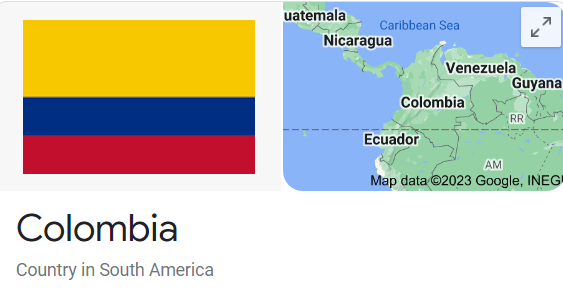 uatemala
Caribbean Sea
Nicaragua
Venezuela
Guyana
Colombia
RR
Ecuador
AM
Map data ©2023 Google, INEG
Colombia
Country in South America